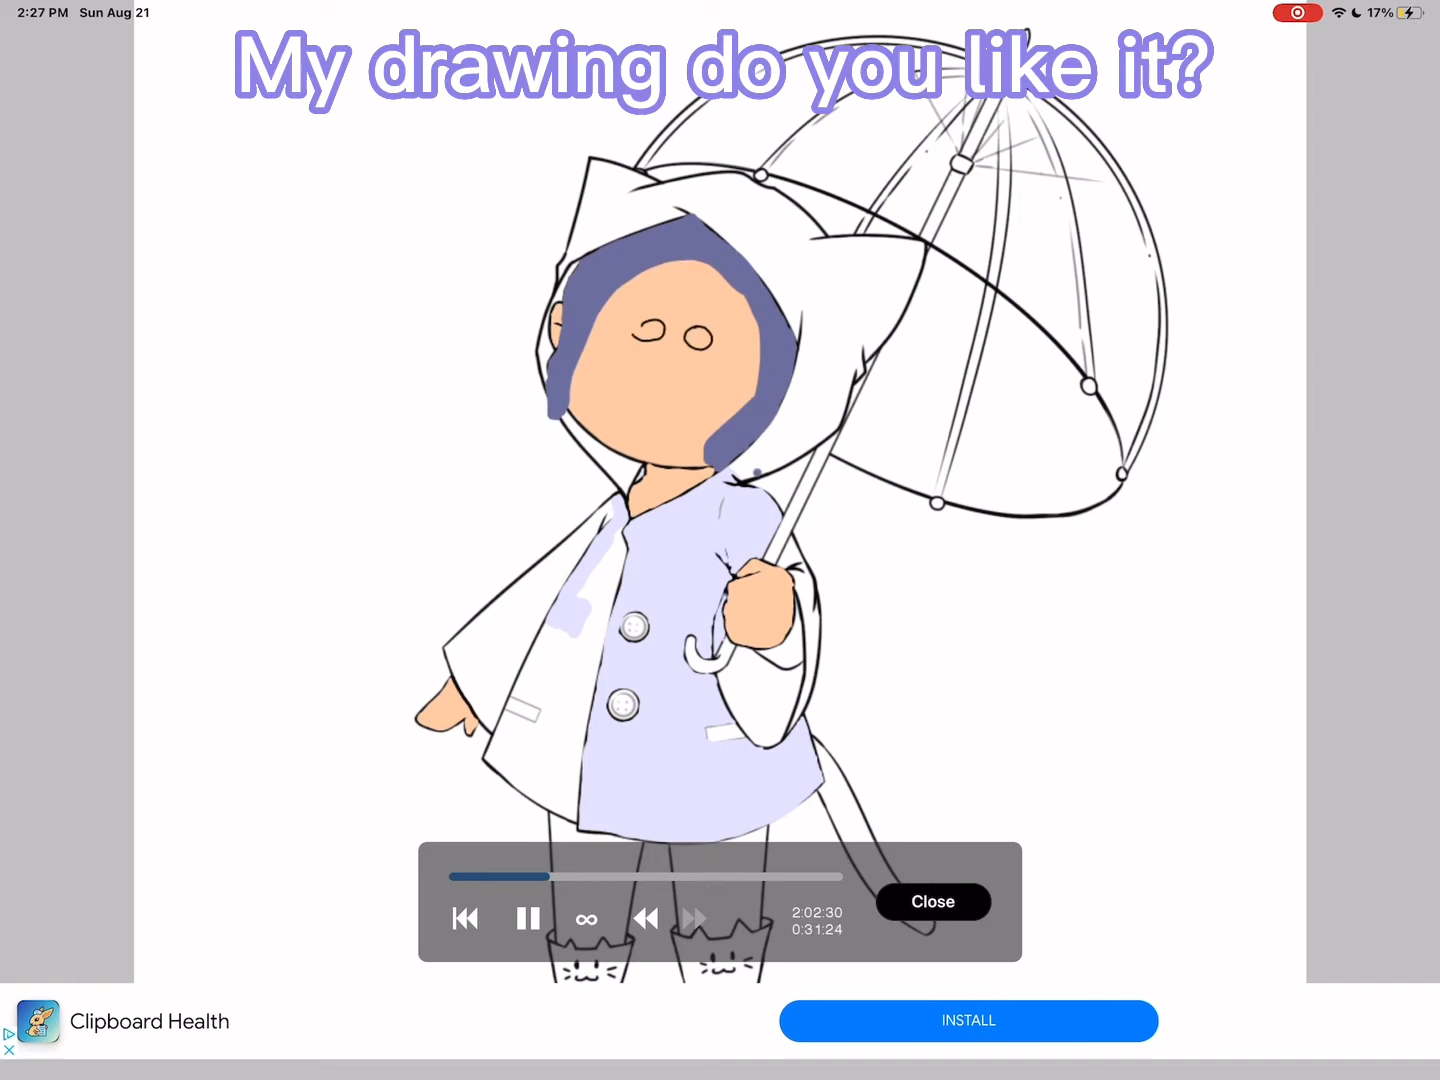 2:27 PM Sun Aug 21
17%
My drawing do you like it?
2:02:30
0:31:24
Close
Clipboard Health
INSTALL